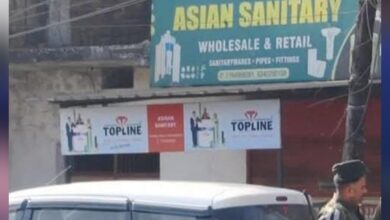 ASIAN SANITARY
WHOLESALE & RETAIL
SANITARYWARES • PIPES • FITTINGS
TOPLINE
ASIAN
SANITARY
TOPLINE